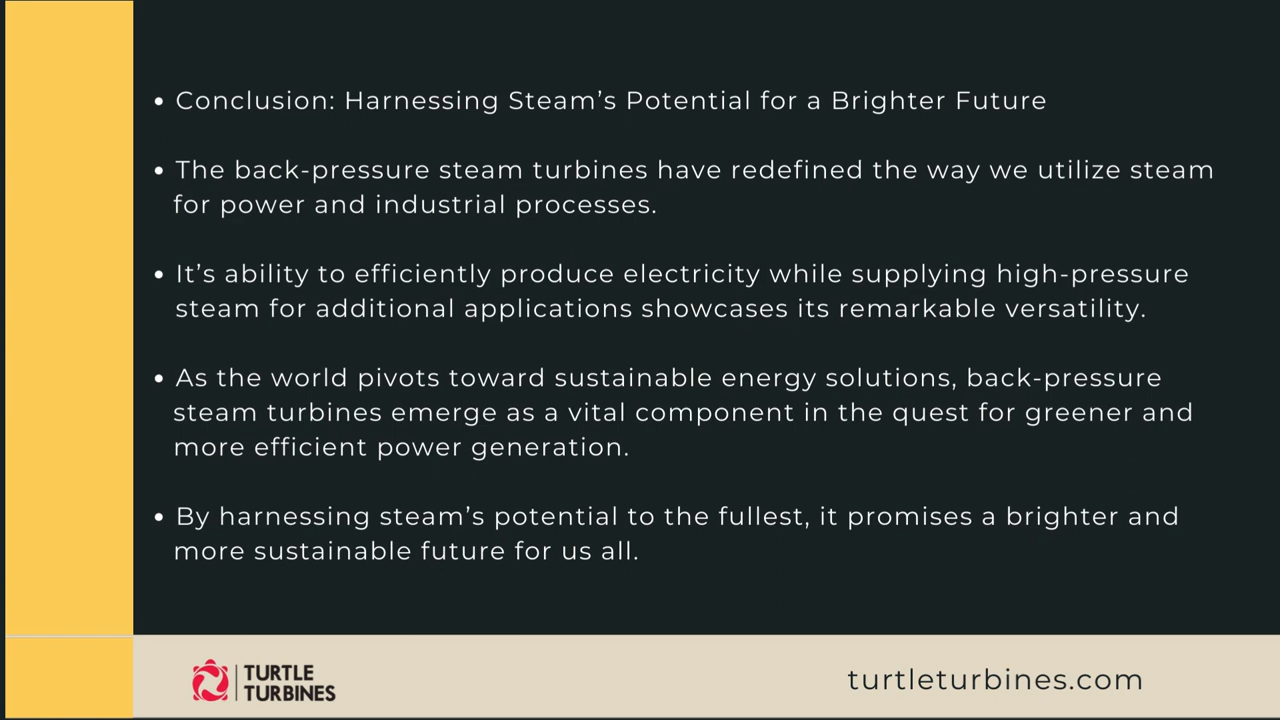 • Conclusion: Harnessing Steam’s Potential for a Brighter Future
• The back-pressure steam turbines have redefined the way we utilize steam
for power and industrial processes.
• It’s ability to efficiently produce electricity while supplying high-pressure
steam for additional applications showcases its remarkable versatility.
• As the world pivots toward sustainable energy solutions, back-pressure
steam turbines emerge as a vital component in the quest for greener and
more efficient power generation.
• By harnessing steam’s potential to the fullest, it promises a brighter and
more sustainable future for us all.
TURTLE
TURBINES
turtleturbines.com